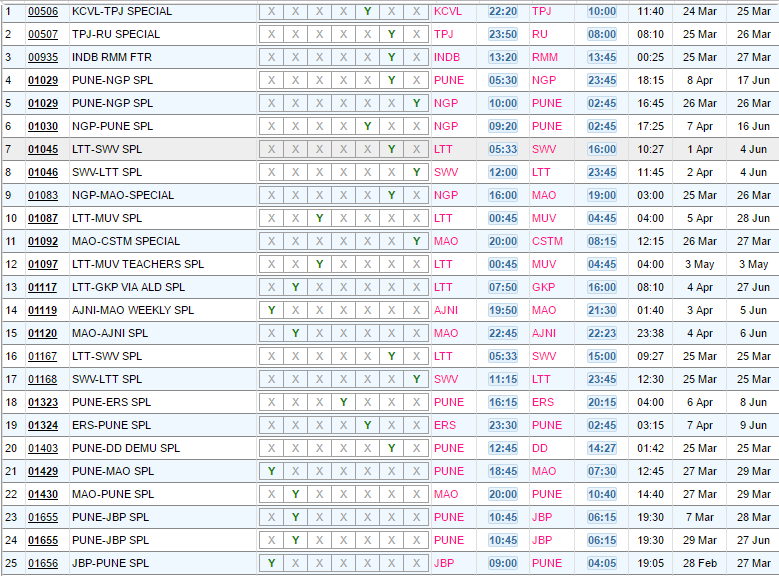 1 00506 KCVL-TPJ SPECIAL X X X X Y X X KCVL 22:20 TPJ 10:00 11:40 24 Mar 25 Mar
2 00507 TPJ-RU SPECIAL X X X X X Y X TPJ 23:50 RU 08:00 08:10 25 Mar 26 Mar
3 00935 INDB RMM FTR X X X X X Y X INDB 13:20 RMM 13:45 00:25 25 Mar 27 Mar
4 01029 PUNE-NGP SPL X X X X X Y X PUNE 05:30 NGP 23:45 18:15 8 Apr 17 Jun
5 01029 PUNE-NGP SPL X X X X X X Y NGP 10:00 PUNE 02:45 16:45 26 Mar 26 Mar
6 01030 NGP-PUNE SPL X X X X Y X X NGP 09:20 PUNE 02:45 17:25 7 Apr 16 Jun
7 01045 LTT-SWV SPL X X X X X Y X LTT 05:33 SWV 16:00 10:27 1 Apr 4 Jun
8 01046 SWV-LTT SPL X X X X X X Y SWV 12:00 LTT 23:45 11:45 2 Apr 4 Jun
9 01083 NGP-MAO-SPECIAL X X X X X Y X NGP 16:00 MAO 19:00 03:00 25 Mar 26 Mar
10 01087 LTT-MUV SPL X X Y X X X X LTT 00:45 MUV 04:45 04:00 5 Apr 28 Jun
11 01092 MAO-CSTM SPECIAL X X X X X X Y MAO 20:00 CSTM 08:15 12:15 26 Mar 27 Mar
12 01097 LTT-MUV TEACHERS SPL X X Y X X X X LTT 00:45 MUV 04:45 04:00 3 May 3 May
13 01117 LTT-GKP VIA ALD SPL X Y X X X X X LTT 07:50 GKP 16:00 08:10 4 Apr 27 Jun
14 01119 AJNI-MAO WEEKLY SPL Y X X X X X X AJNI 19:50 MAO 21:30 01:40 3 Apr 5 Jun
15 01120 MAO-AJNI SPL X Y X X X X X MAO 22:45 AJNI 22:23 23:38 4 Apr 6 Jun
16 01167 LTT-SWV SPL X X X X X Y X LTT 05:33 SWV 15:00 09:27 25 Mar 25 Mar
17 01168 SWV-LTT SPL X X X X X X Y SWV 11:15 LTT 23:45 12:30 25 Mar 25 Mar
18 01323 PUNE-ERS SPL X X X Y X X X PUNE 16:15 ERS 20:15 04:00 6 Apr 8 Jun
19 01324 ERS-PUNE SPL X X X X Y X X ERS 23:30 PUNE 02:45 03:15 7 Apr 9 Jun
20 01403 PUNE-DD DEMU SPL X X X X X Y X PUNE 12:45 DD 14:27 01:42 25 Mar 25 Mar
21 01429 PUNE-MAO SPL Y X X X X X X PUNE 18:45 MAO 07:30 12:45 27 Mar 29 Mar
22 01430 MAO-PUNE SPL X Y X X X X X MAO 20:00 PUNE 10:40 14:40 27 Mar 29 Mar
23 01655 PUNE-JBP SPL X Y X X X X X PUNE 10:45 JBP 06:15 19:30 7 Mar 28 Mar
24 01655 PUNE-JBP SPL X Y X X X X X PUNE 10:45 JBP 06:15 19:30 29 Mar 27 Jun
25 01656 JBP-PUNE SPL Y X X X X X X JBP 09:00 PUNE 04:05 19:05 28 Feb 27 Mar